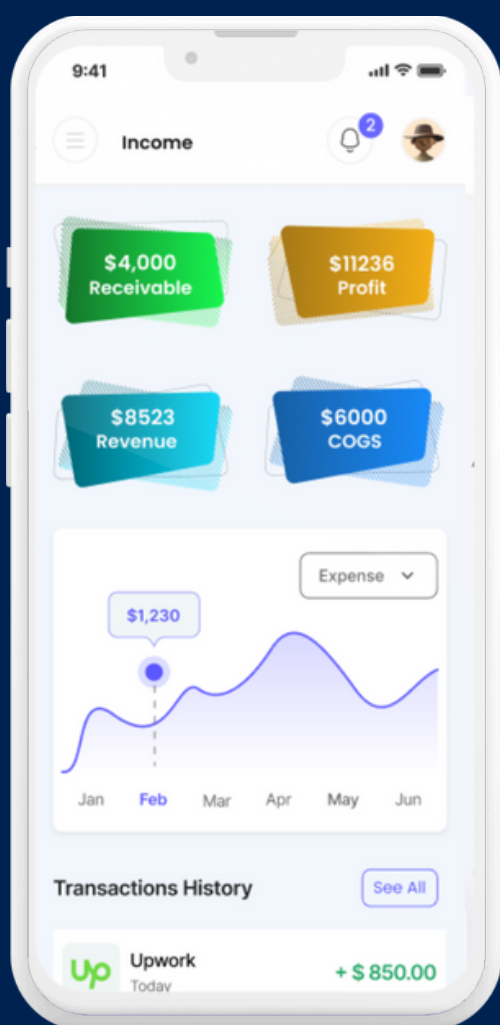 9:41
Income
2
$4,000
Receivable
$11236
Profit
$8523
Revenue
$6000
COGS
Expense
$1,230
Jan Feb Mar Apr May Jun
Transactions History
See All
Up
Upwork
+ $ 850.00
Today